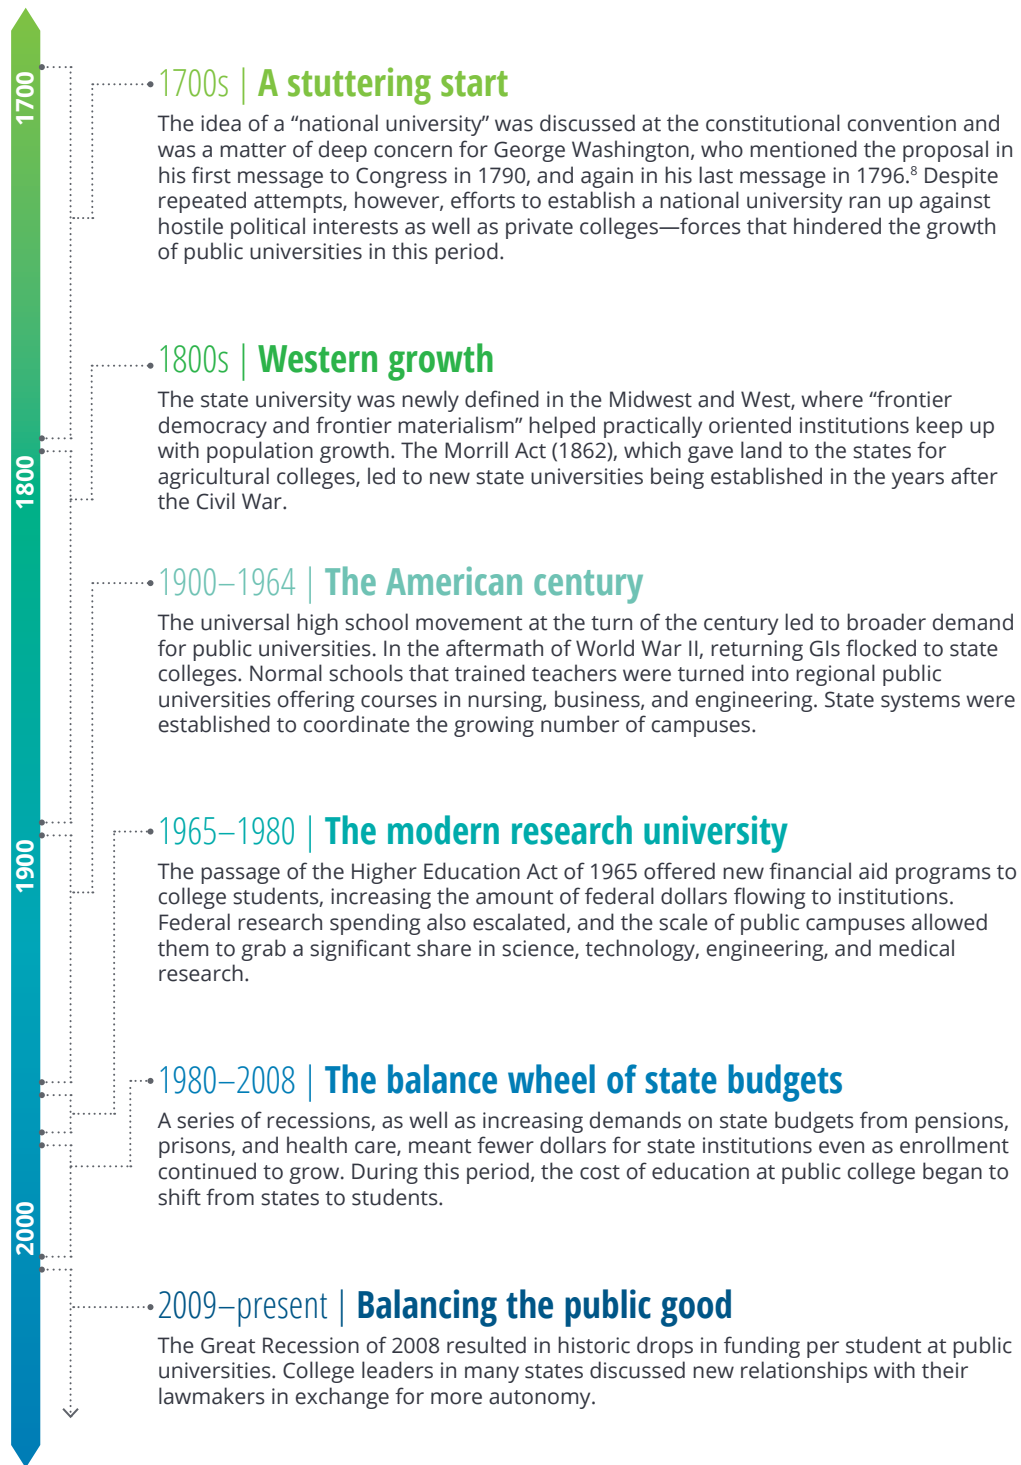 1700
1700s | A stuttering start
The idea of a “national university” was discussed at the constitutional convention and
was a matter of deep concern for George Washington, who mentioned the proposal in
his first message to Congress in 1790, and again in his last message in 1796.8 Despite
repeated attempts, however, efforts to establish a national university ran up against
hostile political interests as well as private colleges—forces that hindered the growth
of public universities in this period.
1800s | Western growth
The state university was newly defined in the Midwest and West, where “frontier
democracy and frontier materialism” helped practically oriented institutions keep up
with population growth. The Morrill Act (1862), which gave land to the states for
agricultural colleges, led to new state universities being established in the years after
the Civil War.
1800
1900–1964 | The American century
The universal high school movement at the turn of the century led to broader demand
for public universities. In the aftermath of World War II, returning GIs flocked to state
colleges. Normal schools that trained teachers were turned into regional public
universities offering courses in nursing, business, and engineering. State systems were
established to coordinate the growing number of campuses.
1965–1980 | The modern research university
The passage of the Higher Education Act of 1965 offered new financial aid programs to
college students, increasing the amount of federal dollars flowing to institutions.
Federal research spending also escalated, and the scale of public campuses allowed
them to grab a significant share in science, technology, engineering, and medical
research.
1900
1980–2008 | The balance wheel of state budgets
A series of recessions, as well as increasing demands on state budgets from pensions,
prisons, and health care, meant fewer dollars for state institutions even as enrollment
continued to grow. During this period, the cost of education at public college began to
shift from states to students.
2000
2009–present | Balancing the public good
The Great Recession of 2008 resulted in historic drops in funding per student at public
universities. College leaders in many states discussed new relationships with their
lawmakers in exchange for more autonomy.